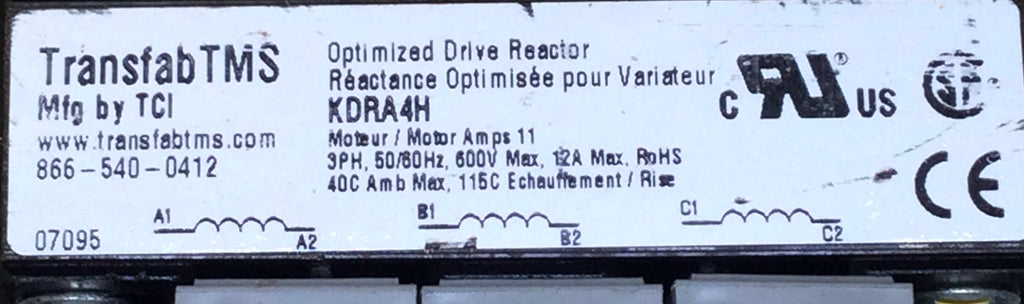 TransfabTMS
Mfg by TCI
www.transfabtms.com
866-540-0412
07095
Optimized Drive Reactor
Réactance Optimisée pour Variateur
KDRA4H
Moteur / Motor Amps 11
3PH, 50/60Hz, 600V Max, 12A Max, RoHS
40C Amb Max, 115C Echauffement / Rise
C RU® US
CE
A1 A2
B1 B2
C1 C2